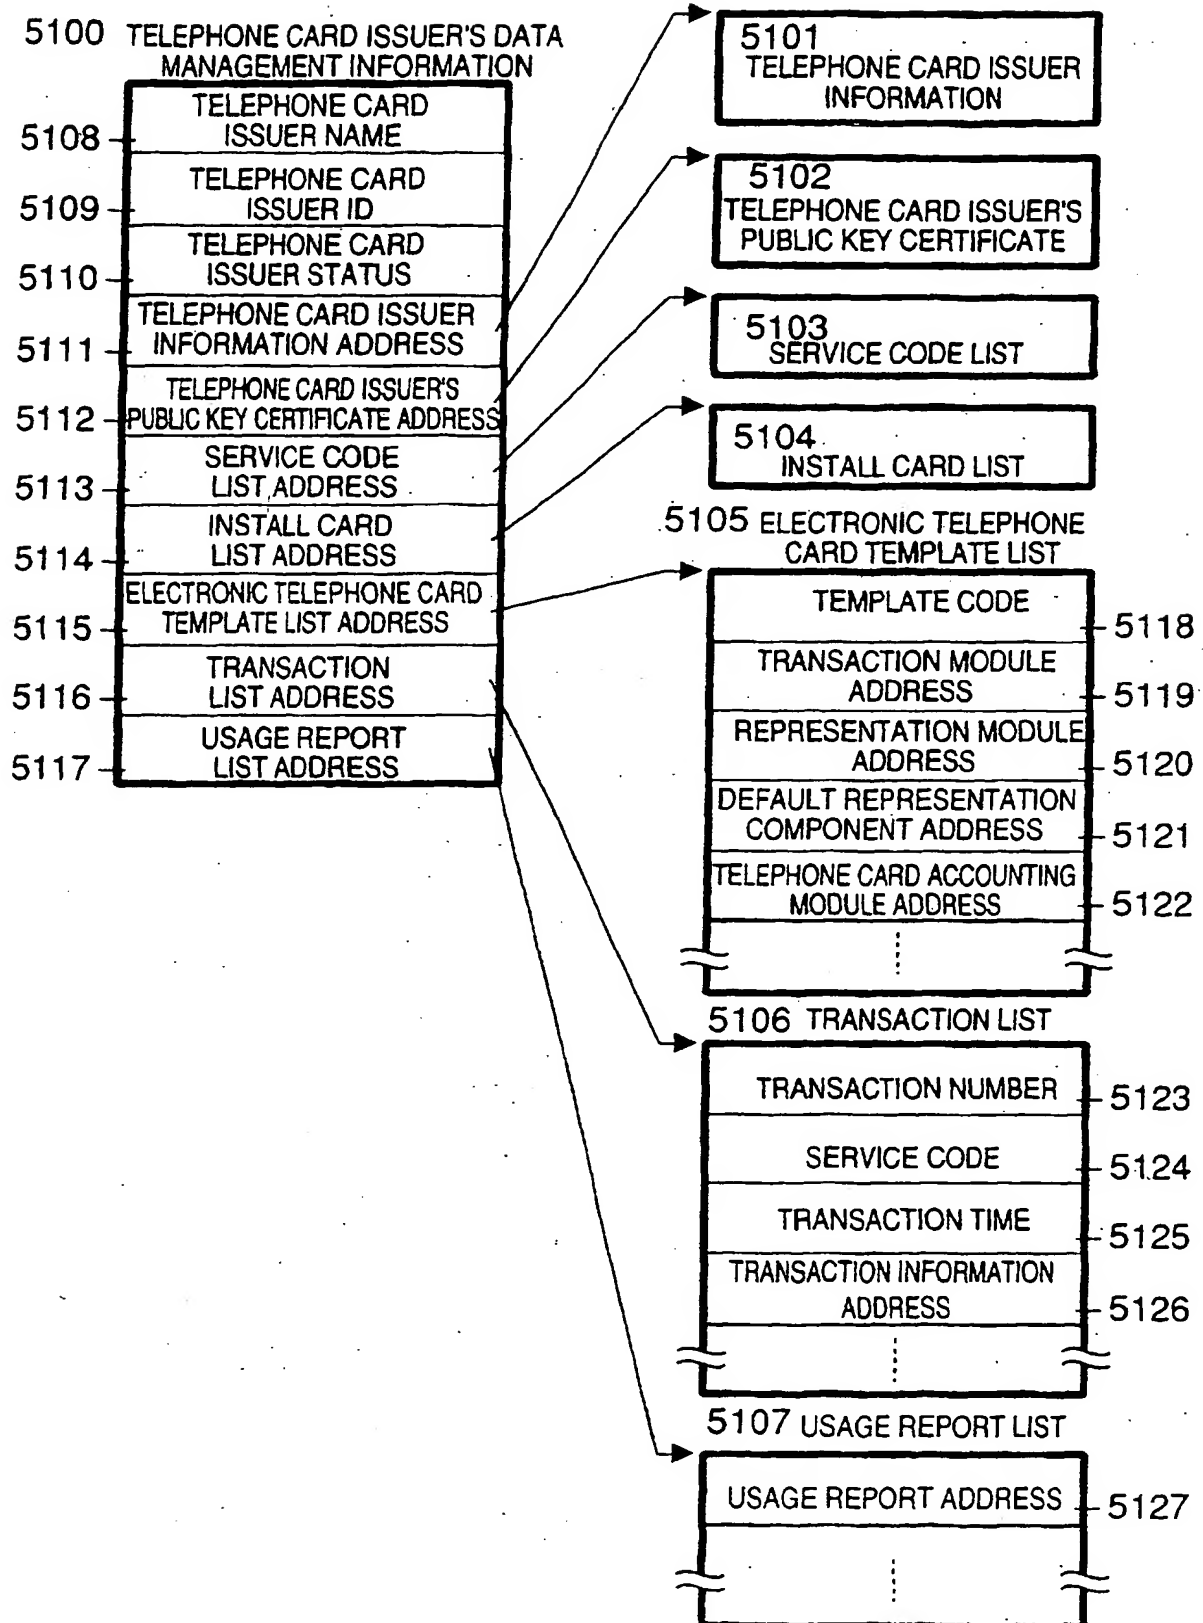 5100 TELEPHONE CARD ISSUER'S DATA
MANAGEMENT INFORMATION
TELEPHONE CARD
ISSUER NAME
5108
TELEPHONE CARD
ISSUER ID
5109
TELEPHONE CARD
ISSUER STATUS
5110
TELEPHONE CARD ISSUER
INFORMATION ADDRESS
5111
TELEPHONE CARD ISSUER'S
PUBLIC KEY CERTIFICATE ADDRESS
5112
SERVICE CODE
LIST ADDRESS
5113
INSTALL CARD
LIST ADDRESS
5114
ELECTRONIC TELEPHONE CARD
TEMPLATE LIST ADDRESS
5115
TRANSACTION
LIST ADDRESS
5116
USAGE REPORT
LIST ADDRESS
5117
5101
TELEPHONE CARD ISSUER
INFORMATION
5102
TELEPHONE CARD ISSUER'S
PUBLIC KEY CERTIFICATE
5103
SERVICE CODE LIST
5104
INSTALL CARD LIST
5105 ELECTRONIC TELEPHONE
CARD TEMPLATE LIST
TEMPLATE CODE
5118
TRANSACTION MODULE
ADDRESS
5119
REPRESENTATION MODULE
ADDRESS
5120
DEFAULT REPRESENTATION
COMPONENT ADDRESS
5121
TELEPHONE CARD ACCOUNTING
MODULE ADDRESS
5122
5106 TRANSACTION LIST
TRANSACTION NUMBER
5123
SERVICE CODE
5124
TRANSACTION TIME
5125
TRANSACTION INFORMATION
ADDRESS
5126
5107 USAGE REPORT LIST
USAGE REPORT ADDRESS
5127